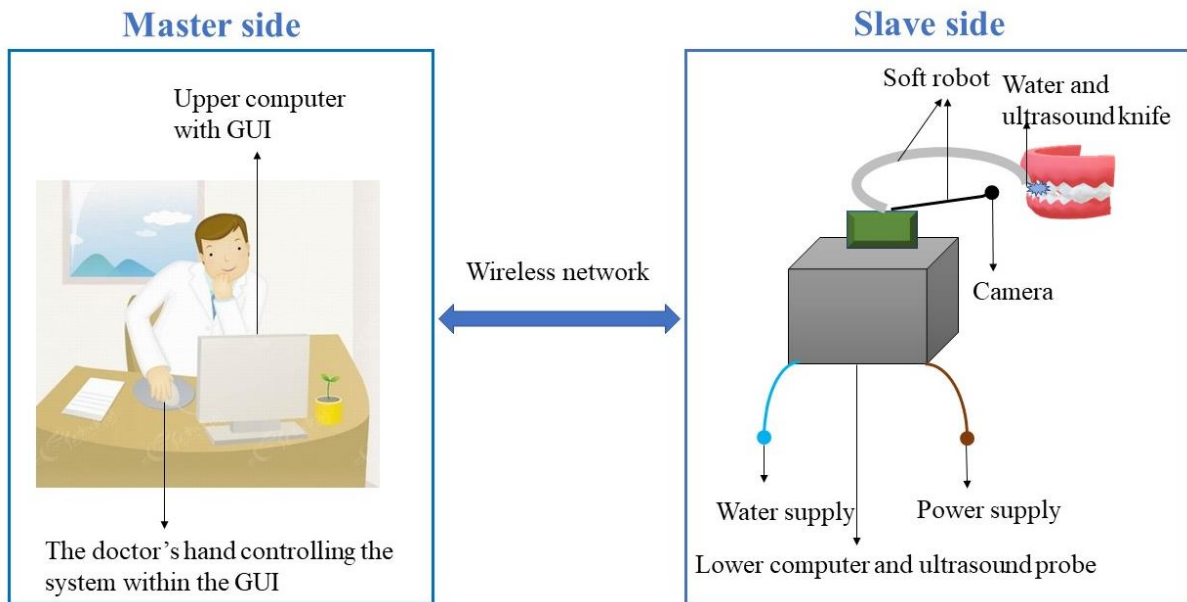 Master side
Upper computer
with GUI
The doctor’s hand controlling the
system within the GUI
Wireless network
Slave side
Soft robot
Water and
ultrasound knife
Camera
Water supply
Power supply
Lower computer and ultrasound probe